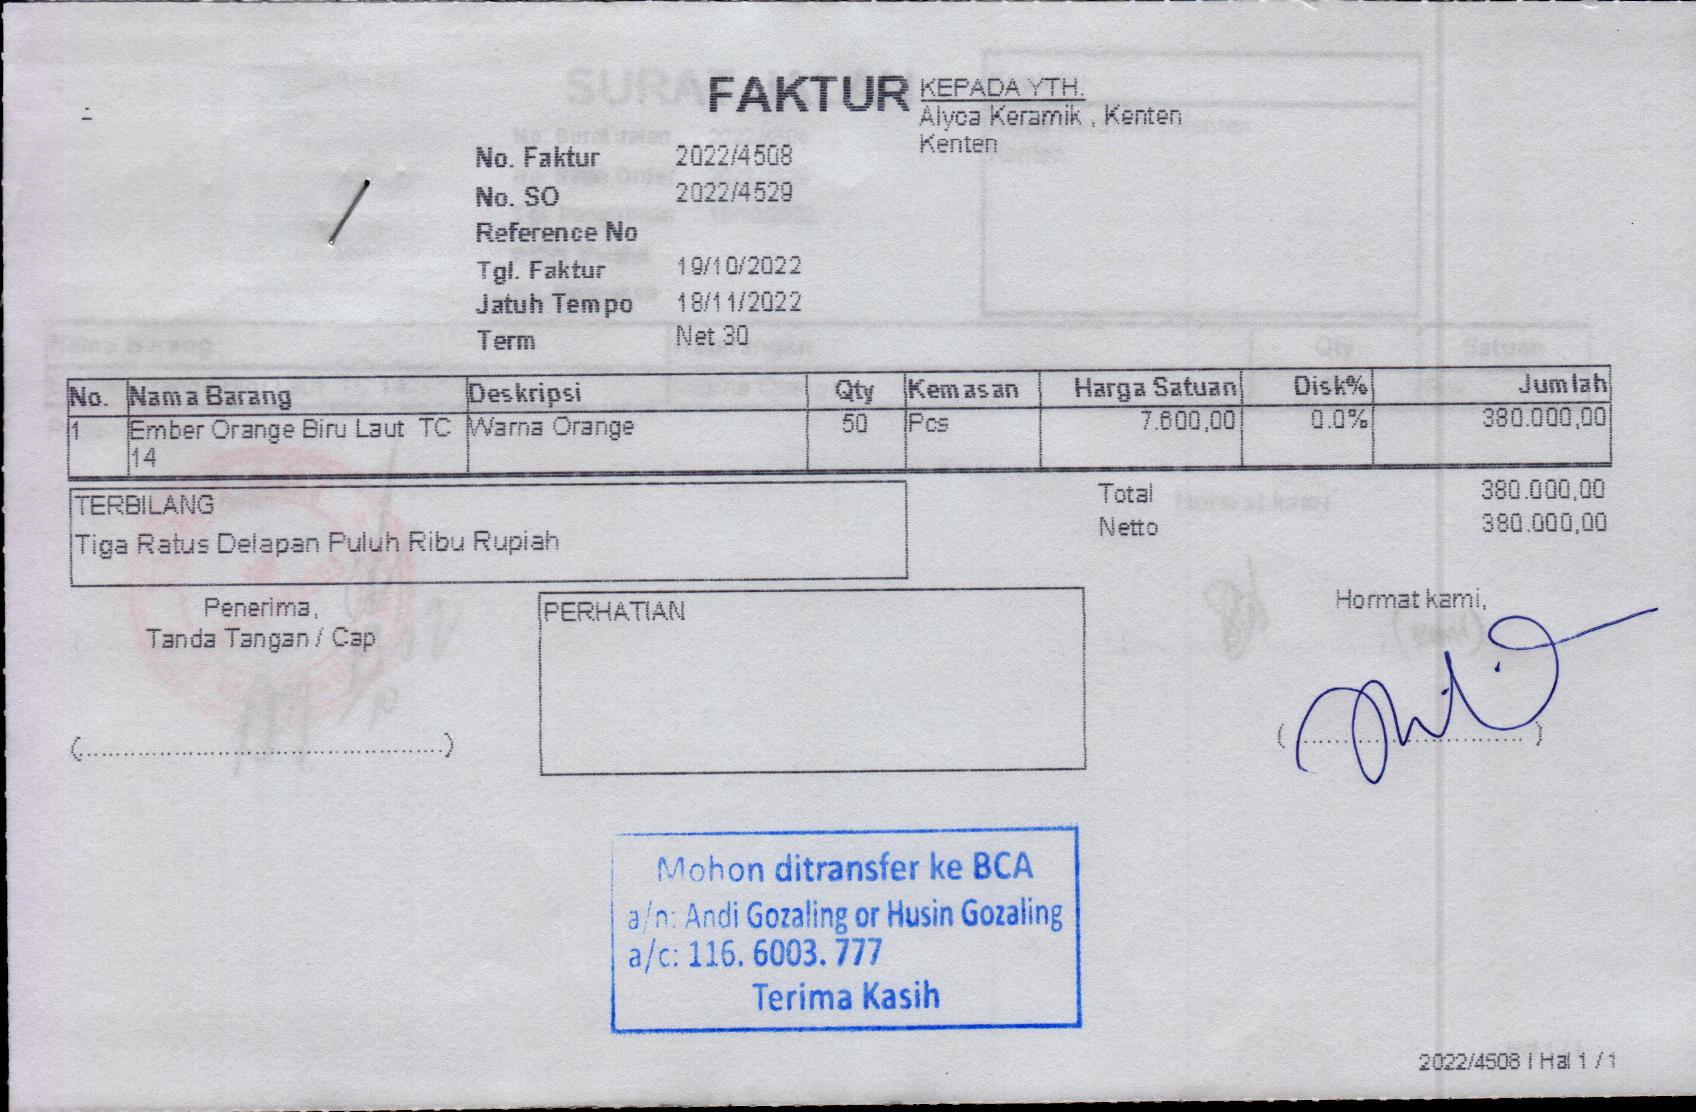 FAKTUR
KEPADA YTH.
Alyca Keramik , Kenten
Kenten
No. Faktur 2022/4508
No. SO 2022/4529
Reference No
Tgl. Faktur 19/10/2022
Jatuh Tempo 18/11/2022
Term Net 30
No. Nama Barang Deskripsi Qty Kemasan Harga Satuan Disk% Jumlah
1 Ember Orange Biru Laut TC Warna Orange 50 Pcs 7.600,00 0.0% 380.000,00
14
TERBILANG
Tiga Ratus Delapan Puluh Ribu Rupiah
Total 380.000,00
Netto 380.000,00
Penerima,
Tanda Tangan / Cap
(................................................)
PERHATIAN
Hormat kami,
(..............................)
Mohon ditransfer ke BCA
a/n: Andi Gozaling or Husin Gozaling
a/c: 116. 6003. 777
Terima Kasih
2022/4508 | Hal 1 / 1